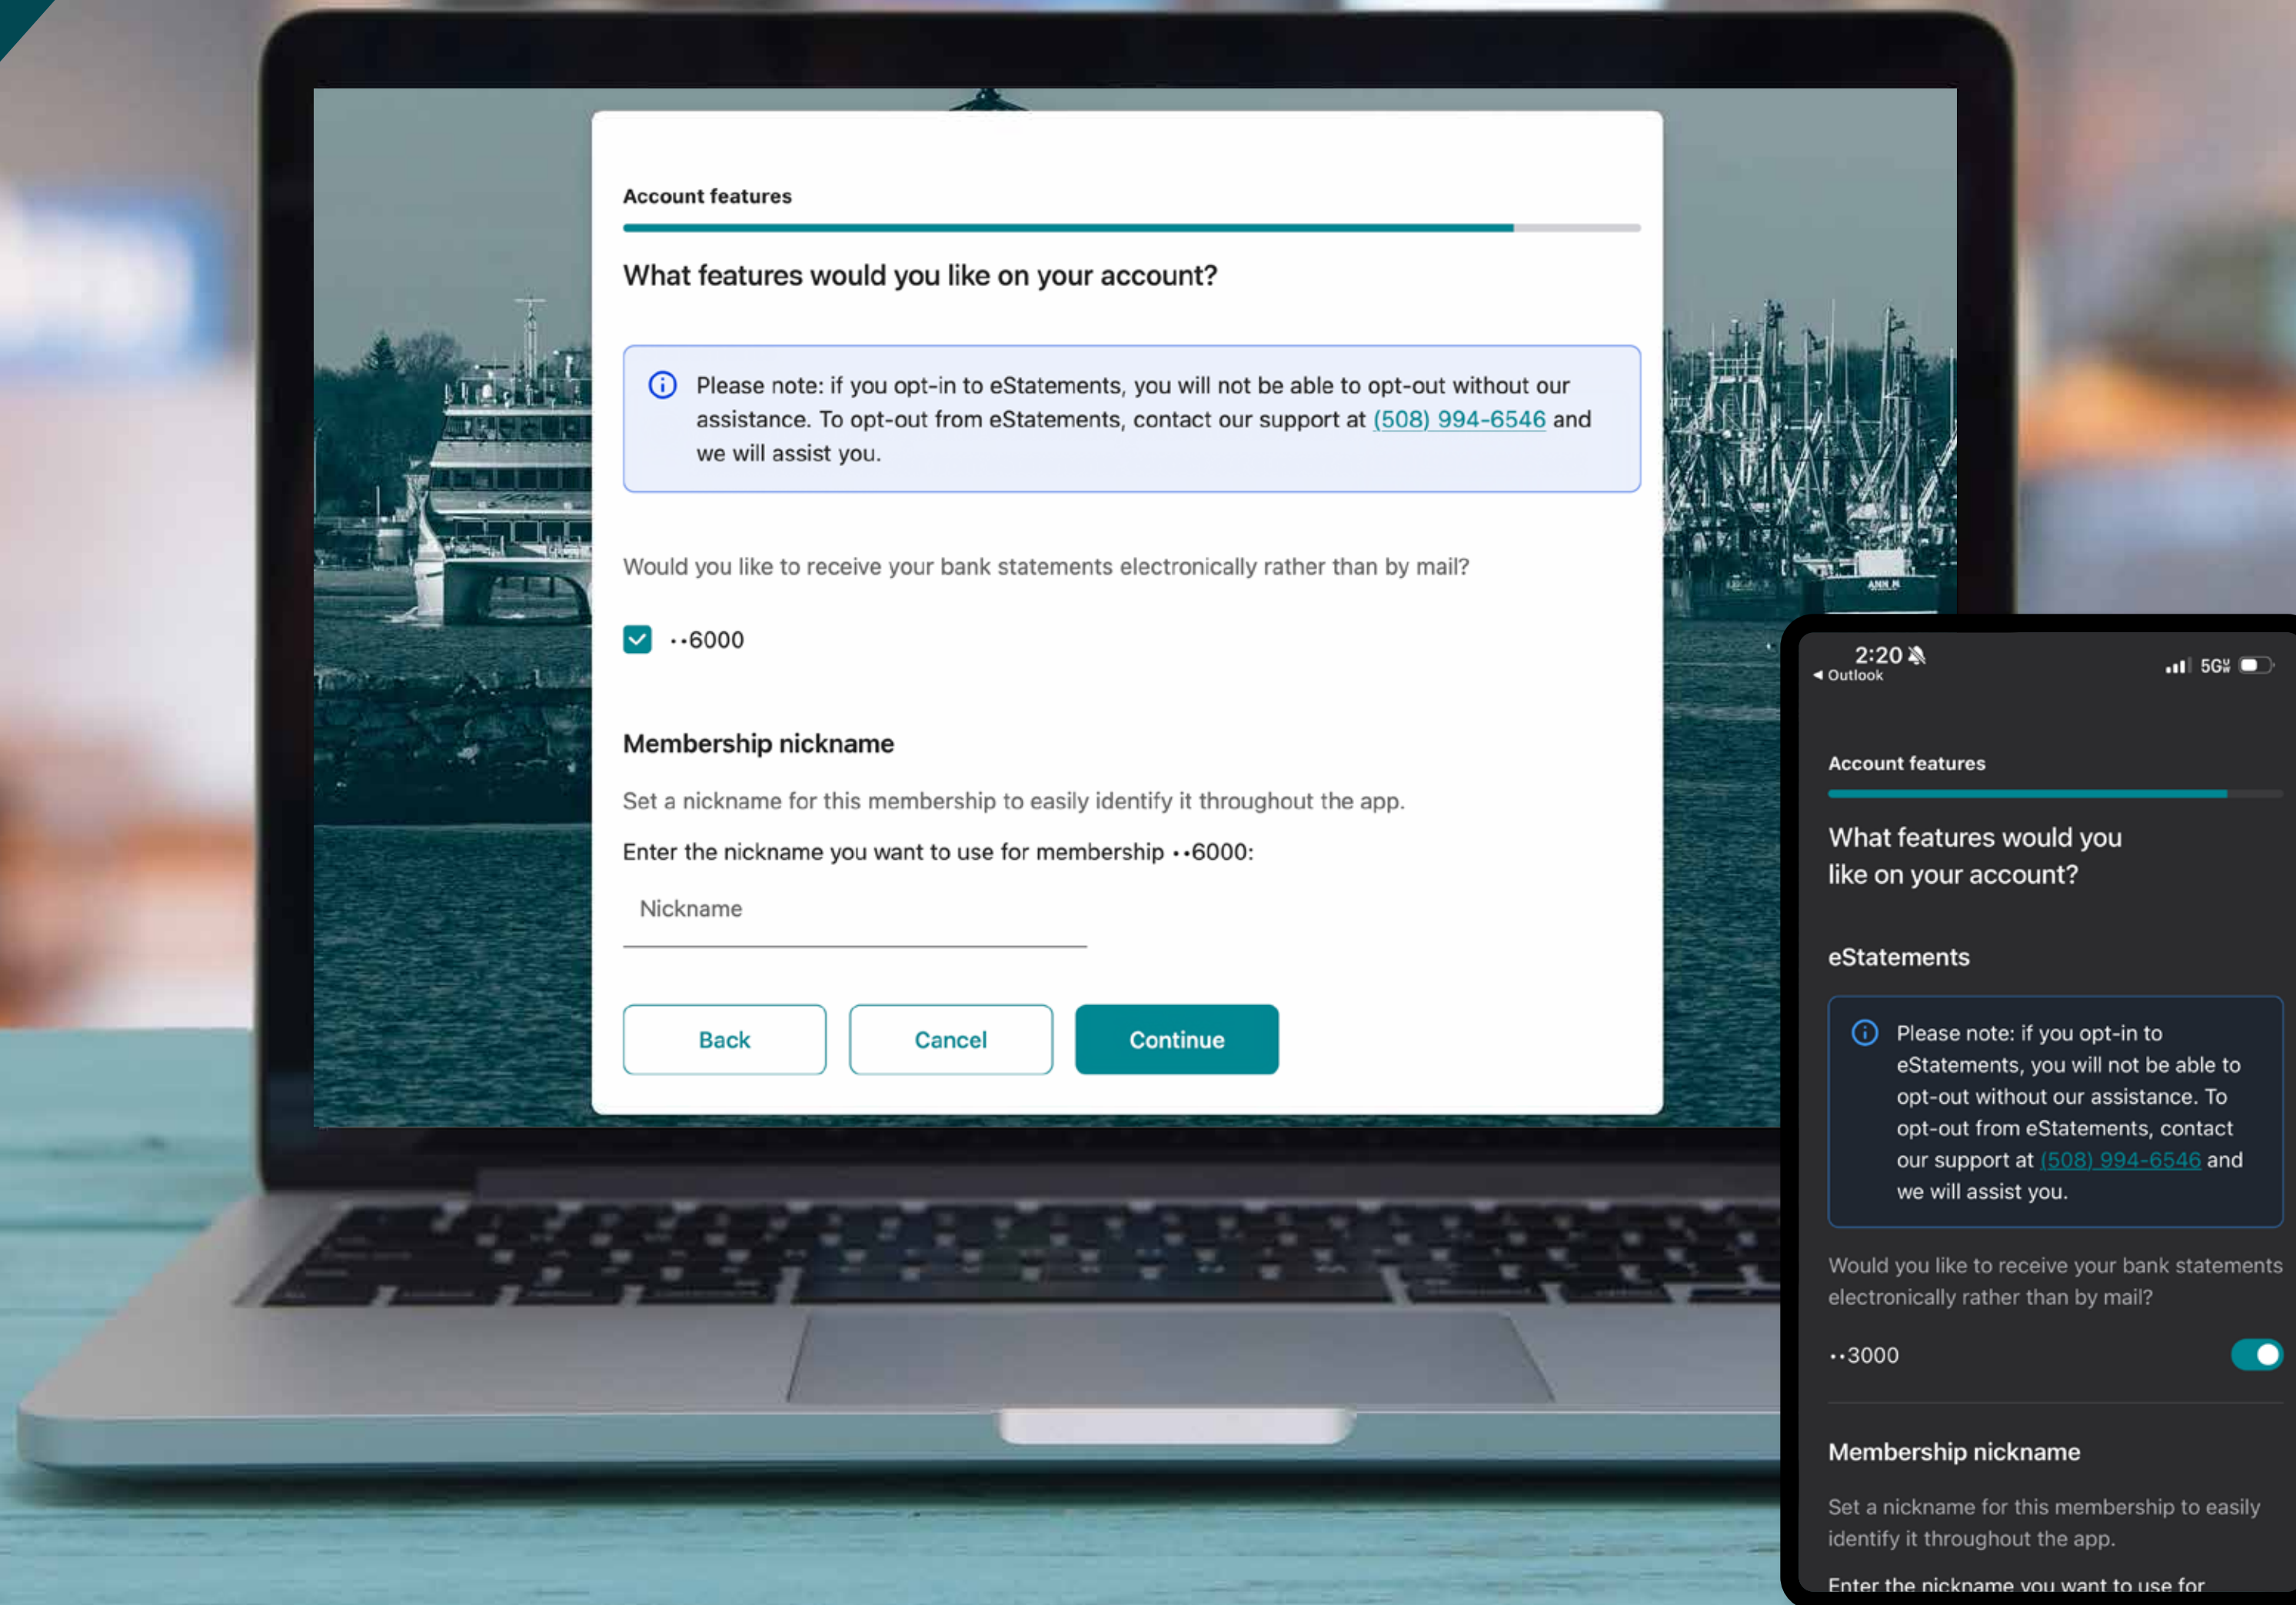 Account features
What features would you like on your account?
Please note: if you opt-in to eStatements, you will not be able to opt-out without our
assistance. To opt-out from eStatements, contact our support at (508) 994-6546 and
we will assist you.
Would you like to receive your bank statements electronically rather than by mail?
••6000
Membership nickname
Set a nickname for this membership to easily identify it throughout the app.
Enter the nickname you want to use for membership ••6000:
Nickname
Back
Cancel
Continue
ANN M
2:20
◀ Outlook
5G
Account features
What features would you
like on your account?
eStatements
Please note: if you opt-in to
eStatements, you will not be able to
opt-out without our assistance. To
opt-out from eStatements, contact
our support at (508) 994-6546 and
we will assist you.
Would you like to receive your bank statements
electronically rather than by mail?
••3000
Membership nickname
Set a nickname for this membership to easily
identify it throughout the app.
Enter the nickname you want to use for